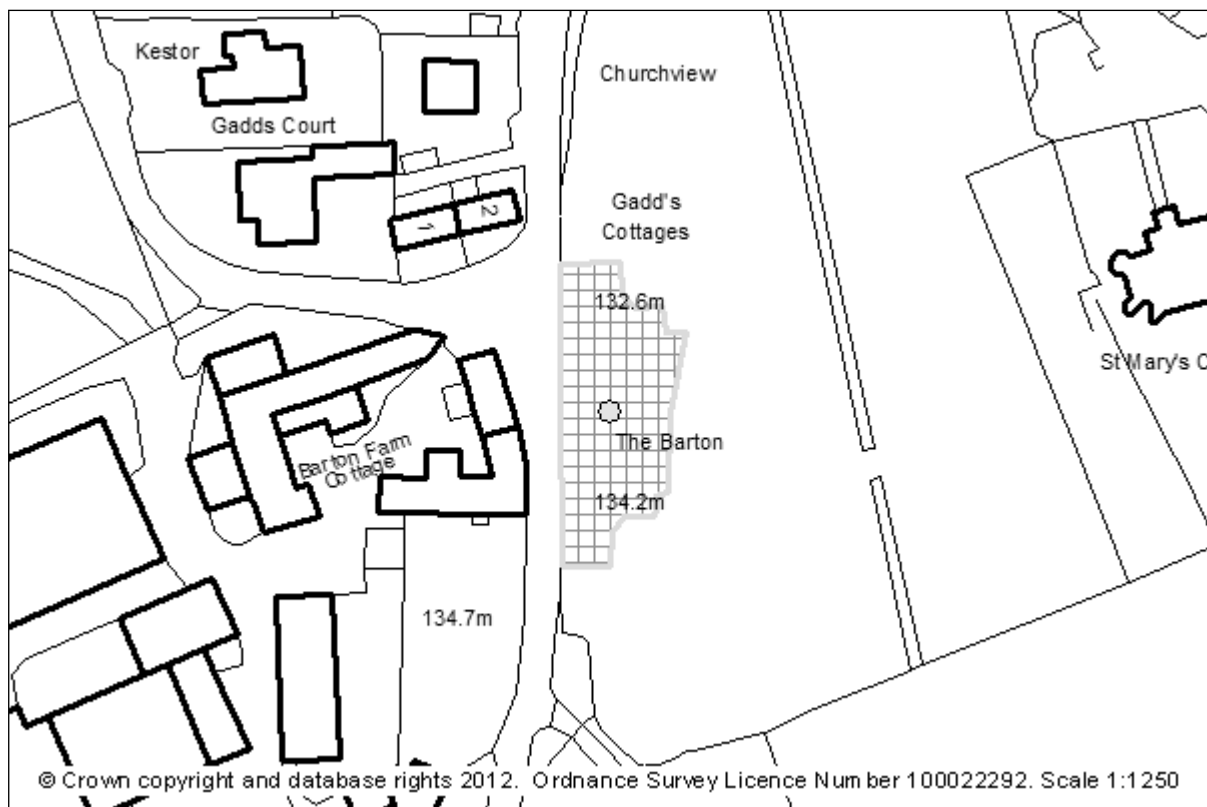 Kestor
Churchview
Gadds Court
Gadd's
Cottages
1
2
132.6m
St Mary's C
The Barton
Barton Farm
Cottage
134.2m
134.7m
© Crown copyright and database rights 2012. Ordnance Survey Licence Number 100022292. Scale 1:1250